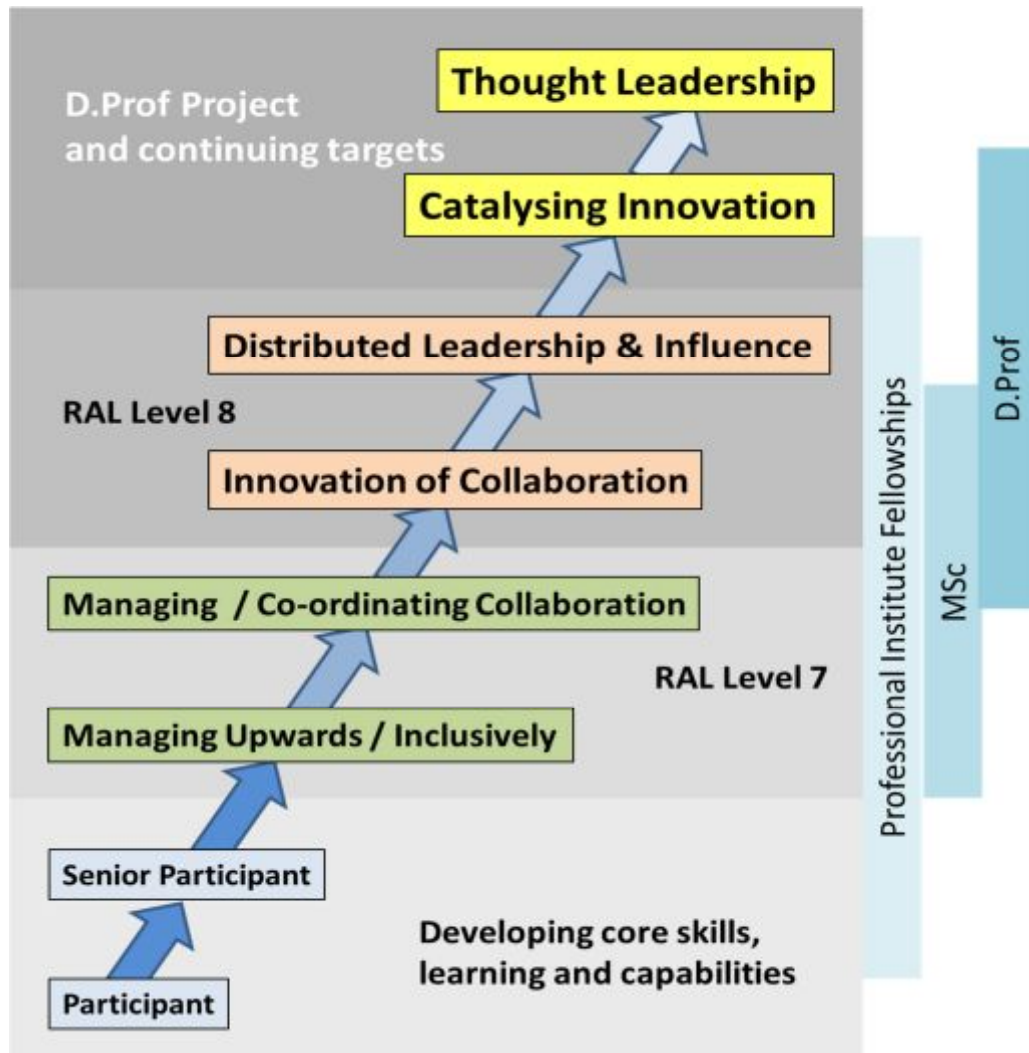 Thought Leadership
D.Prof Project
and continuing targets
Catalysing Innovation
Distributed Leadership & Influence
RAL Level 8
Innovation of Collaboration
Managing / Co-ordinating Collaboration
RAL Level 7
Managing Upwards / Inclusively
Senior Participant
Developing core skills,
learning and capabilities
Participant
Professional Institute Fellowships
MSc
D.Prof